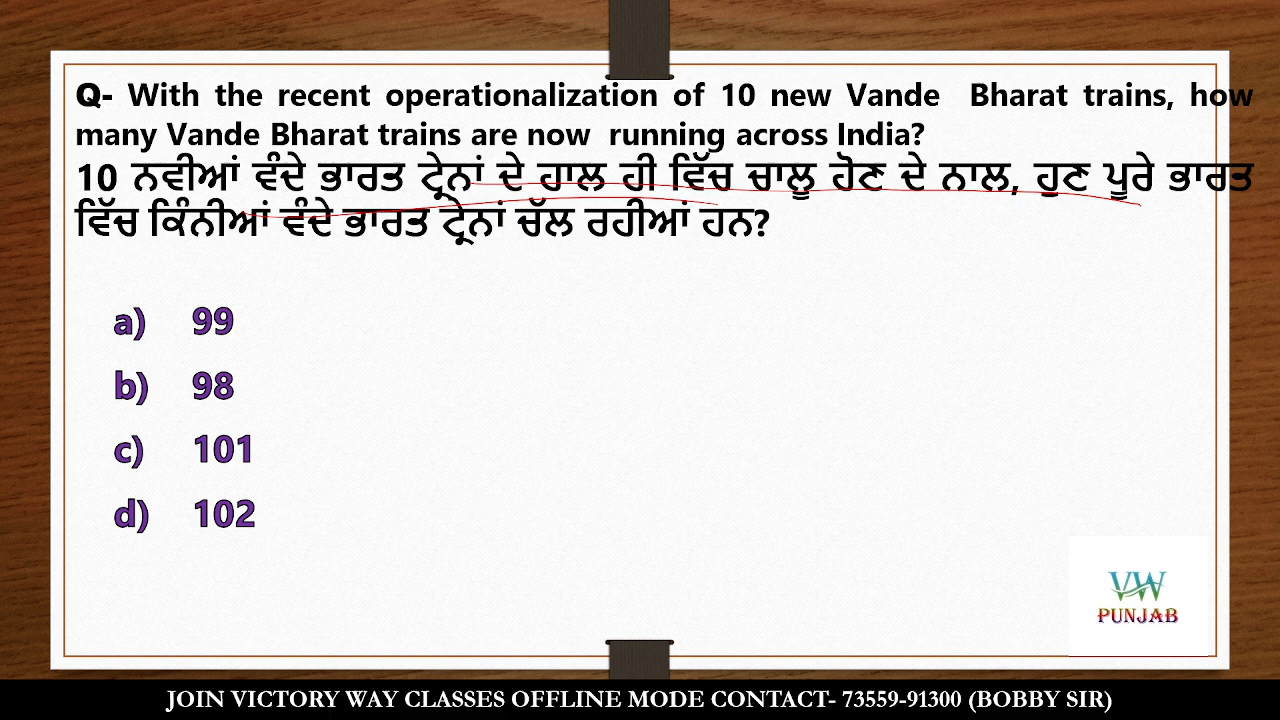 Q- With the recent operationalization of 10 new Vande Bharat trains, how
many Vande Bharat trains are now running across India?
10 ਨਵੀਆਂ ਵੰਦੇ ਭਾਰਤ ਟ੍ਰੇਨਾਂ ਦੇ ਹਾਲ ਹੀ ਵਿੱਚ ਚਾਲੂ ਹੋਣ ਦੇ ਨਾਲ, ਹੁਣ ਪੂਰੇ ਭਾਰਤ
ਵਿੱਚ ਕਿੰਨੀਆਂ ਵੰਦੇ ਭਾਰਤ ਟ੍ਰੇਨਾਂ ਚੱਲ ਰਹੀਆਂ ਹਨ?
a) 99
b) 98
c) 101
d) 102
VW
PUNJAB
JOIN VICTORY WAY CLASSES OFFLINE MODE CONTACT- 73559-91300 (BOBBY SIR)